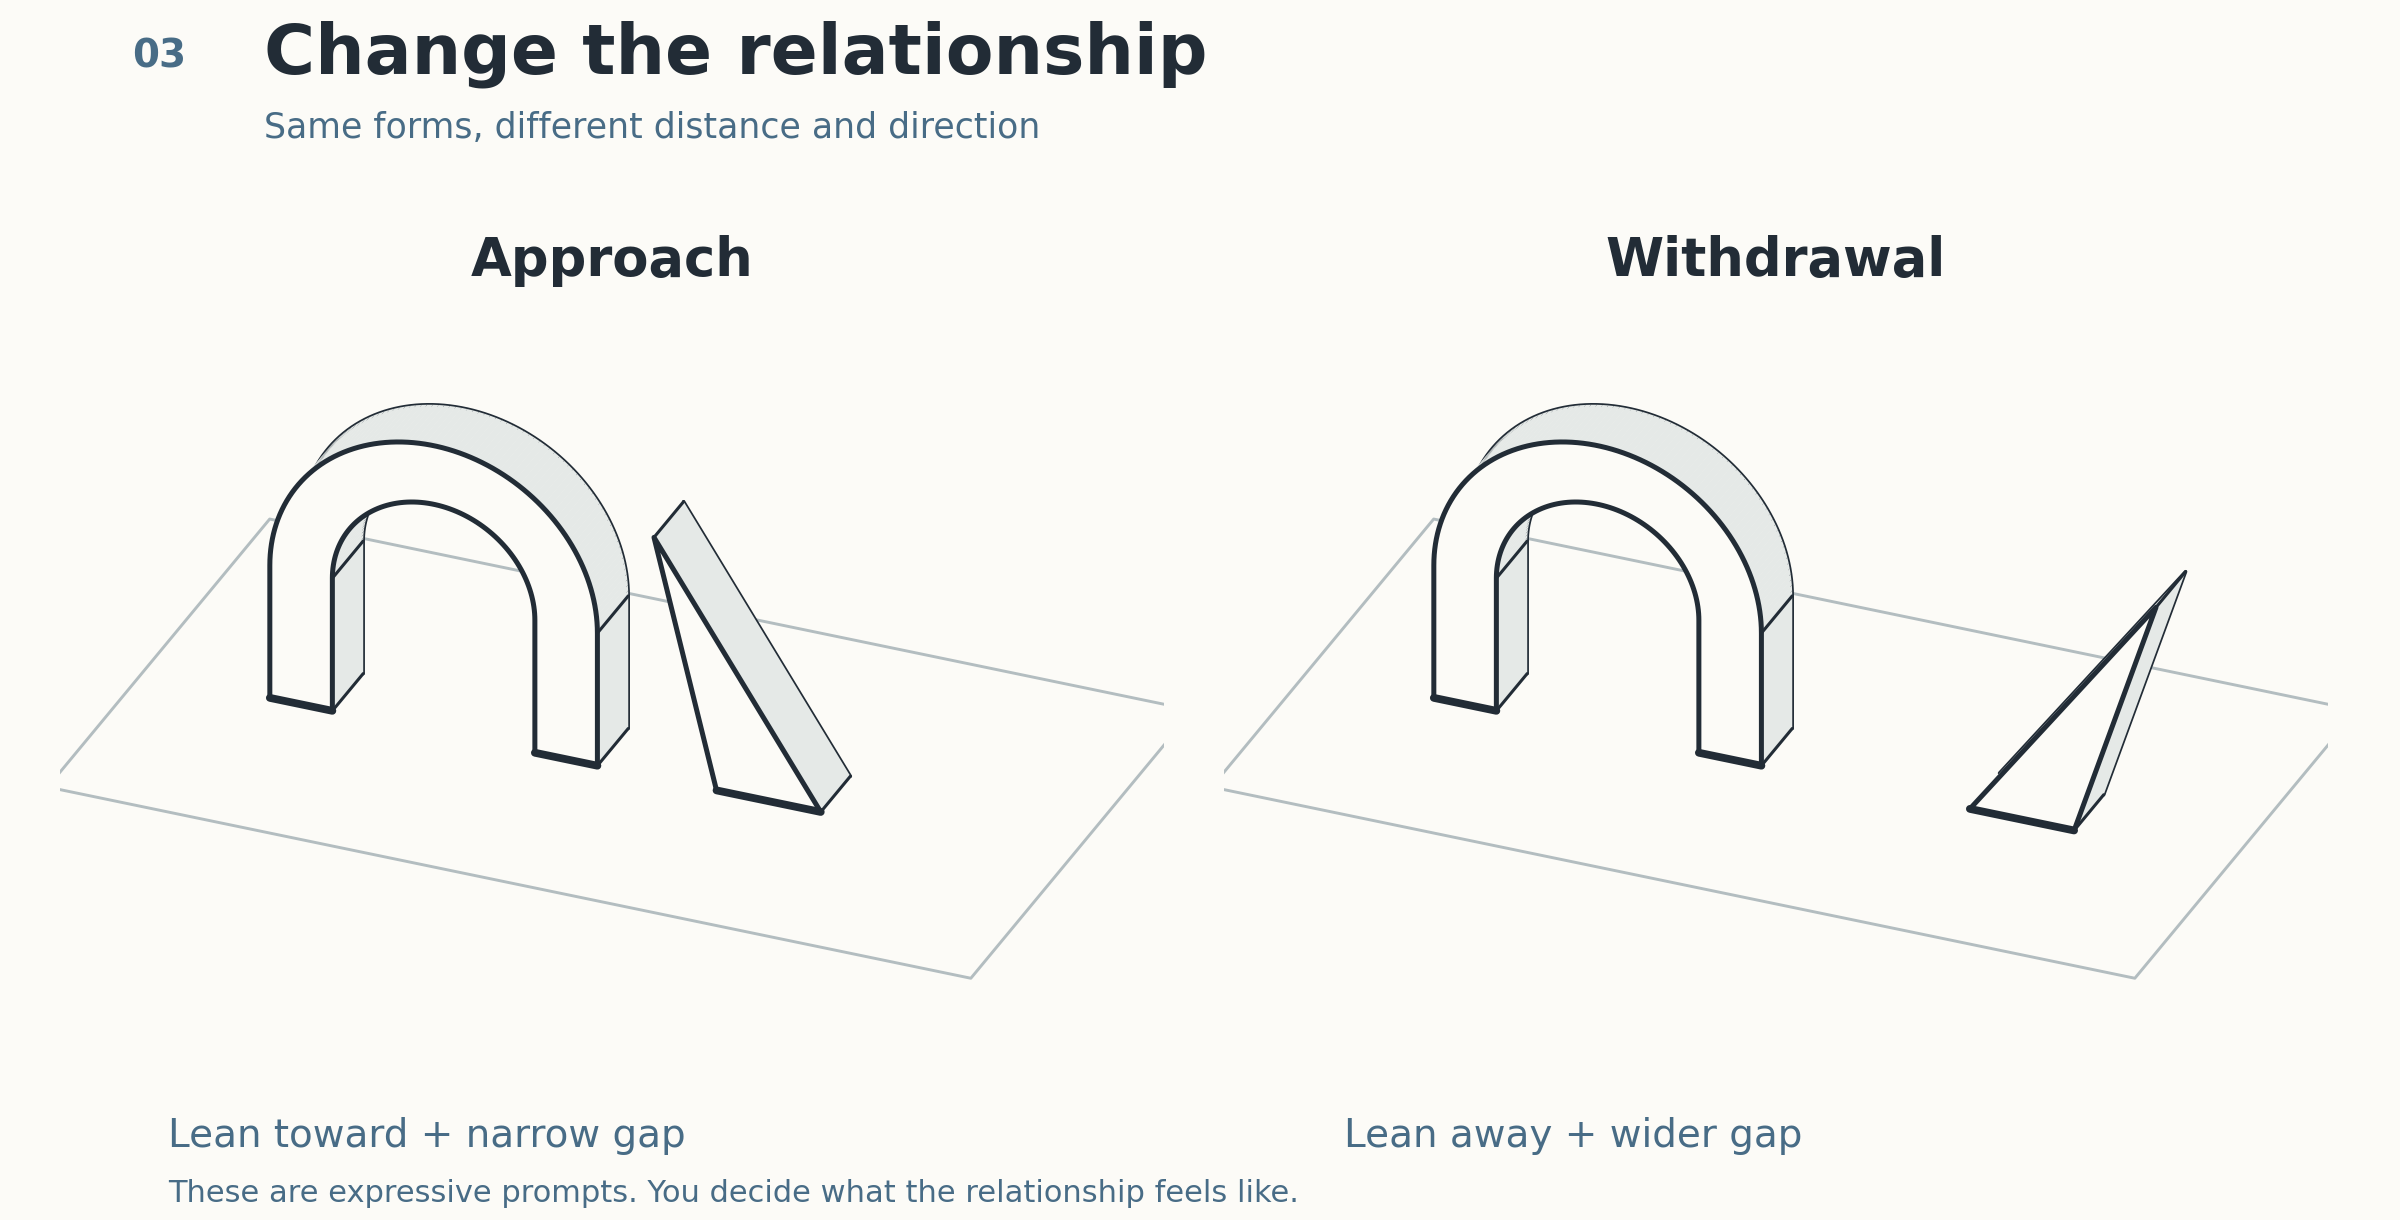 03 Change the relationship
Same forms, different distance and direction
Approach
Withdrawal
Lean toward + narrow gap
Lean away + wider gap
These are expressive prompts. You decide what the relationship feels like.